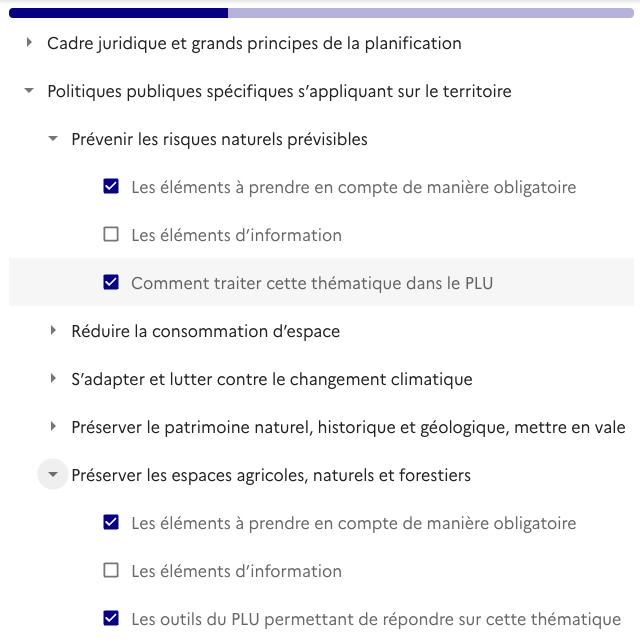 Cadre juridique et grands principes de la planification
Politiques publiques spécifiques s’appliquant sur le territoire
Prévenir les risques naturels prévisibles
Les éléments à prendre en compte de manière obligatoire
Les éléments d’information
Comment traiter cette thématique dans le PLU
Réduire la consommation d’espace
S’adapter et lutter contre le changement climatique
Préserver le patrimoine naturel, historique et géologique, mettre en vale
Préserver les espaces agricoles, naturels et forestiers
Les éléments à prendre en compte de manière obligatoire
Les éléments d’information
Les outils du PLU permettant de répondre sur cette thématique